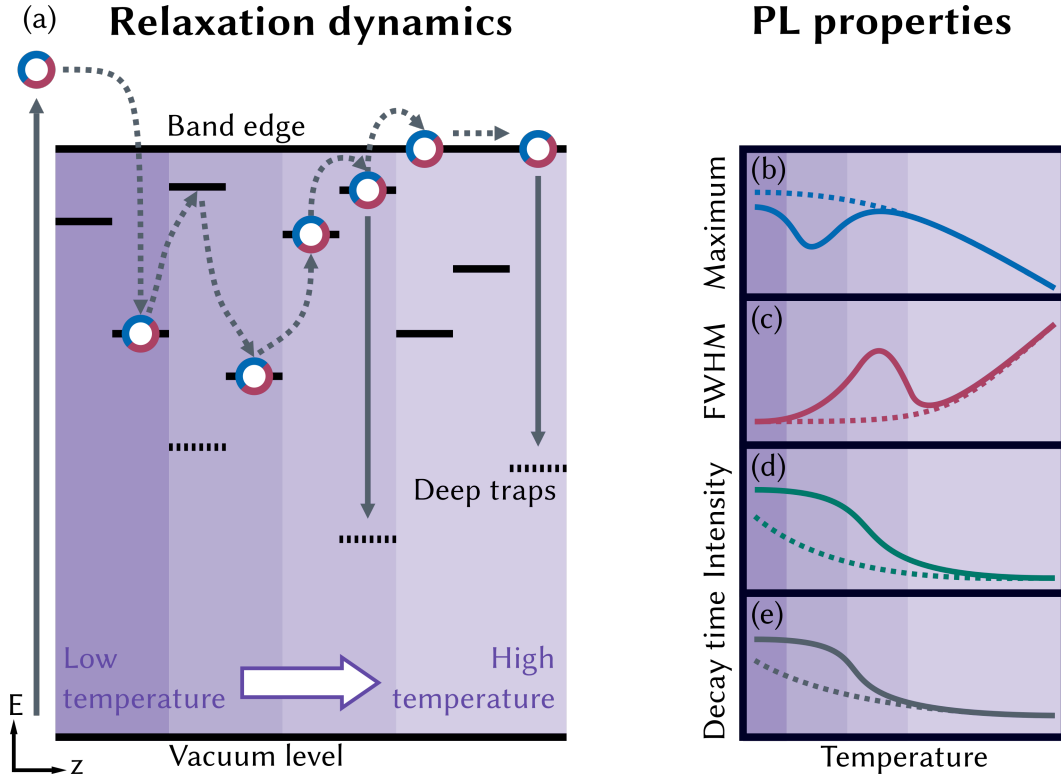 (a)
Relaxation dynamics
PL properties
Band edge
Deep traps
Low
temperature
High
temperature
E
z
Vacuum level
(b)
Maximum
(c)
FWHM
(d)
Intensity
(e)
Decay time
Temperature